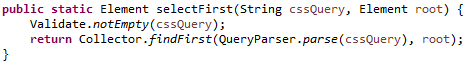 public static Element selectFirst(String cssQuery, Element root) {
    Validate.notEmpty(cssQuery);
    return Collector.findFirst(QueryParser.parse(cssQuery), root);
}